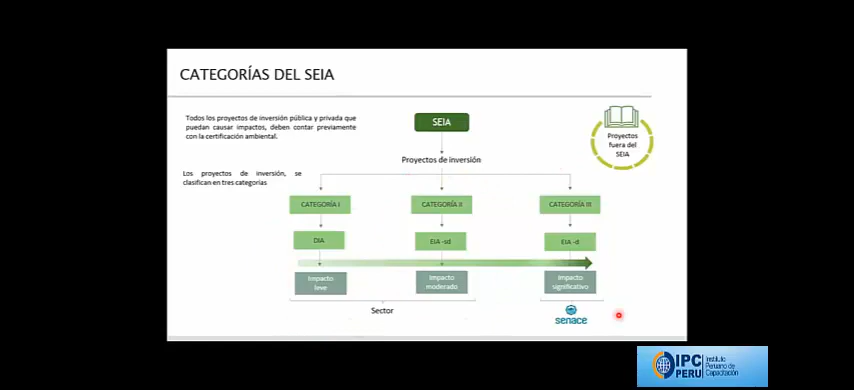 CATEGORÍAS DEL SEIA
Todos los proyectos de inversión pública y privada que
puedan causar impactos, deben contar previamente
con la certificación ambiental.
SEIA
Proyectos
fuera del
SEIA
Proyectos de inversión
Los proyectos de inversión, se
clasifican en tres categorías
CATEGORÍA I
CATEGORÍA II
CATEGORÍA III
DIA
EIA -sd
EIA -d
Impacto
leve
Impacto
moderado
Impacto
significativo
Sector
senace
IPC
PERU
Instituto
Peruano de
Capacitación